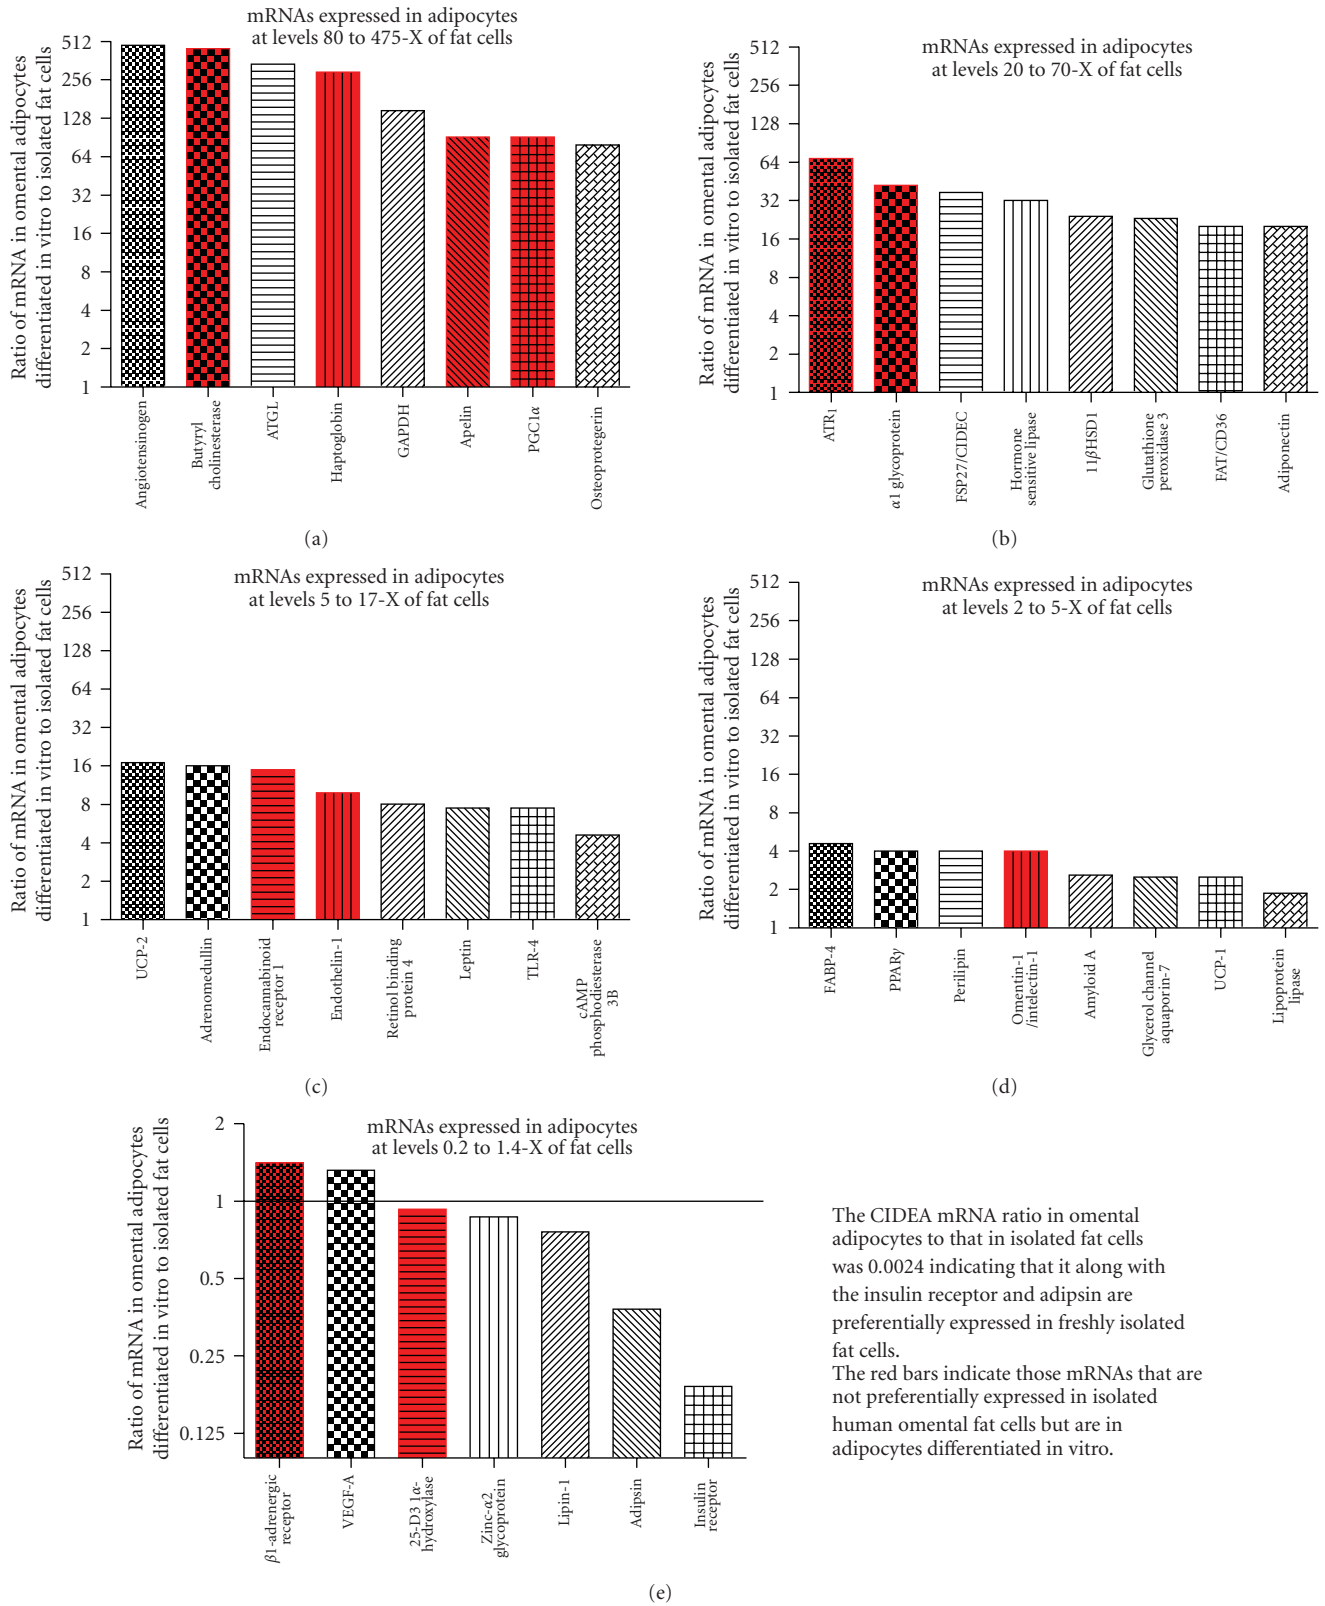 mRNAs expressed in adipocytes
at levels 80 to 475-X of fat cells
Ratio of mRNA in omental adipocytes
differentiated in vitro to isolated fat cells
512
256
128
64
32
16
8
4
2
1
Angiotensinogen
Butyryl
cholinesterase
ATGL
Haptoglobin
GAPDH
Apelin
PGC1α
Osteoprotegerin
(a)
mRNAs expressed in adipocytes
at levels 20 to 70-X of fat cells
Ratio of mRNA in omental adipocytes
differentiated in vitro to isolated fat cells
512
256
128
64
32
16
8
4
2
1
ATR₁
α1 glycoprotein
FSP27/CIDEC
Hormone
sensitive lipase
11βHSD1
Glutathione
peroxidase 3
FAT/CD36
Adiponectin
(b)
mRNAs expressed in adipocytes
at levels 5 to 17-X of fat cells
Ratio of mRNA in omental adipocytes
differentiated in vitro to isolated fat cells
512
256
128
64
32
16
8
4
2
1
UCP-2
Adrenomedullin
Endocannabinoid
receptor 1
Endothelin-1
Retinol binding
protein 4
Leptin
TLR-4
cAMP
phosphodiesterase
3B
(c)
mRNAs expressed in adipocytes
at levels 2 to 5-X of fat cells
Ratio of mRNA in omental adipocytes
differentiated in vitro to isolated fat cells
512
256
128
64
32
16
8
4
2
1
FABP-4
PPARγ
Perilipin
Omentin-1
/intelectin-1
Amyloid A
Glycerol channel
aquaporin-7
UCP-1
Lipoprotein
lipase
(d)
mRNAs expressed in adipocytes
at levels 0.2 to 1.4-X of fat cells
Ratio of mRNA in omental adipocytes
differentiated in vitro to isolated fat cells
2
1
0.5
0.25
0.125
β1-adrenergic
receptor
VEGF-A
25-D3 1α-
hydroxylase
Zinc-α2
glycoprotein
Lipin-1
Adipsin
Insulin
receptor
The CIDEA mRNA ratio in omental
adipocytes to that in isolated fat cells
was 0.0024 indicating that it along with
the insulin receptor and adipsin are
preferentially expressed in freshly isolated
fat cells.
The red bars indicate those mRNAs that are
not preferentially expressed in isolated
human omental fat cells but are in
adipocytes differentiated in vitro.
(e)